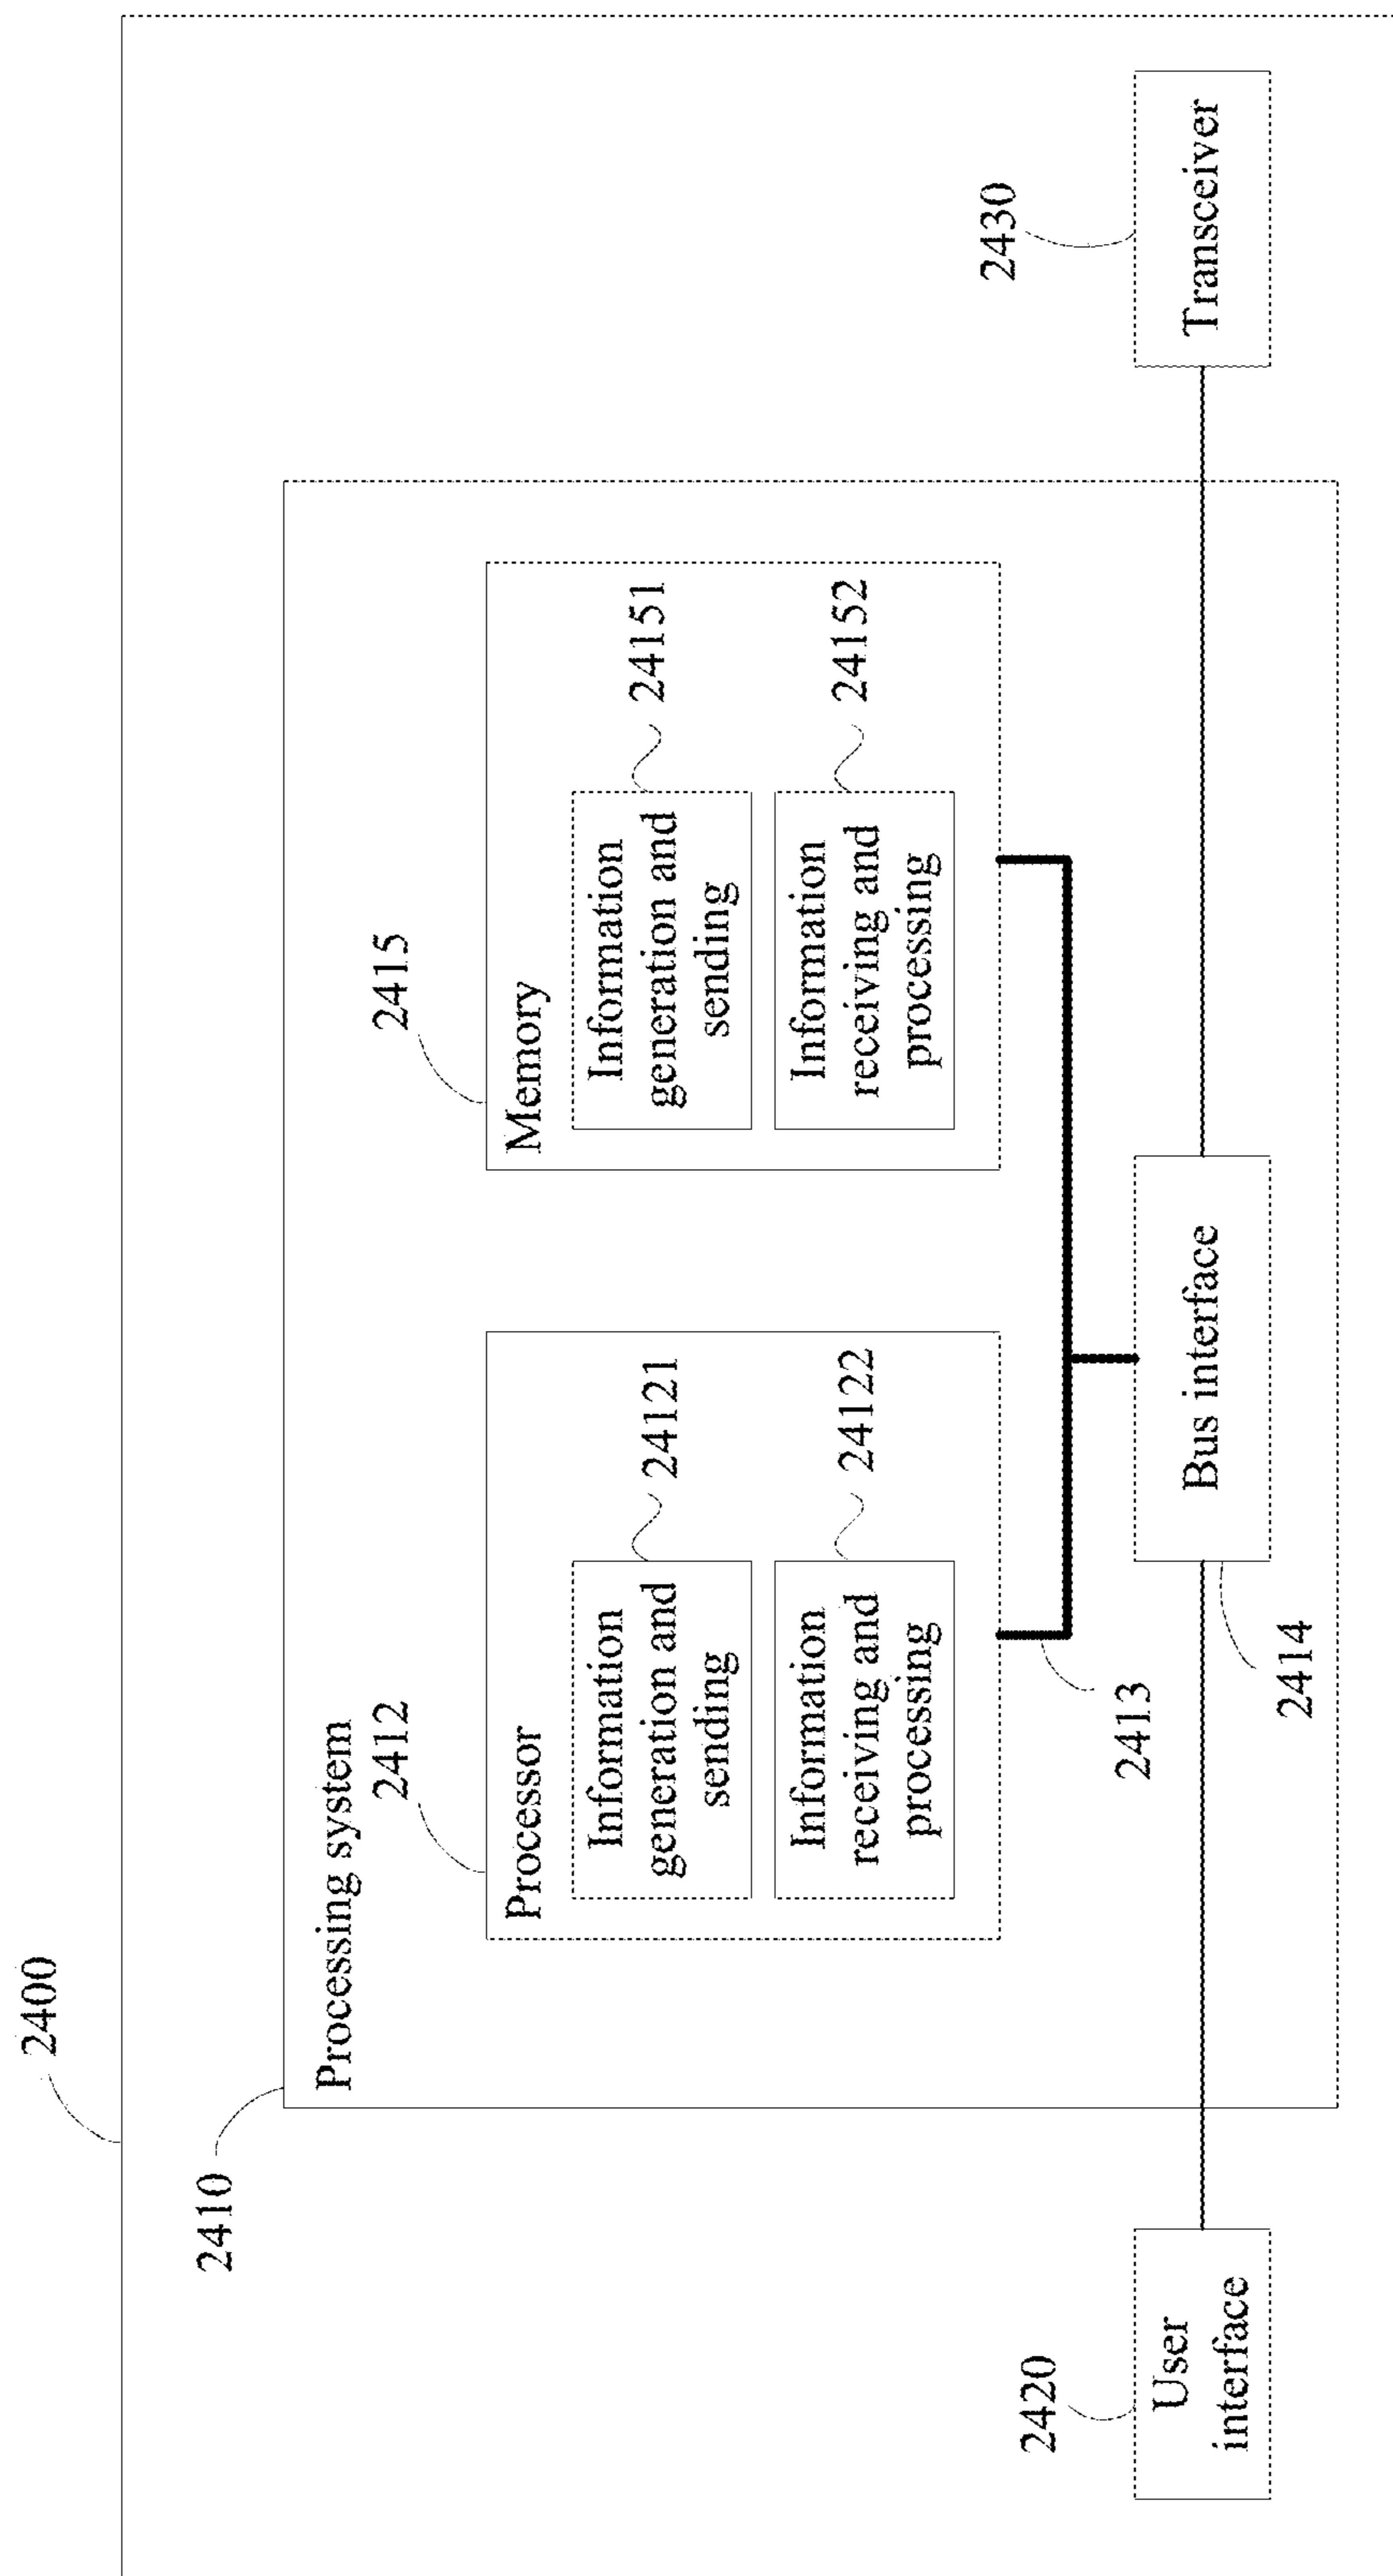 2400
2410
Processing system
2412
Processor
Information
generation and
sending
24121
Information
receiving and
processing
24122
2415
Memory
Information
generation and
sending
24151
Information
receiving and
processing
24152
2413
2420
User
interface
2414
Bus interface
2430
Transceiver